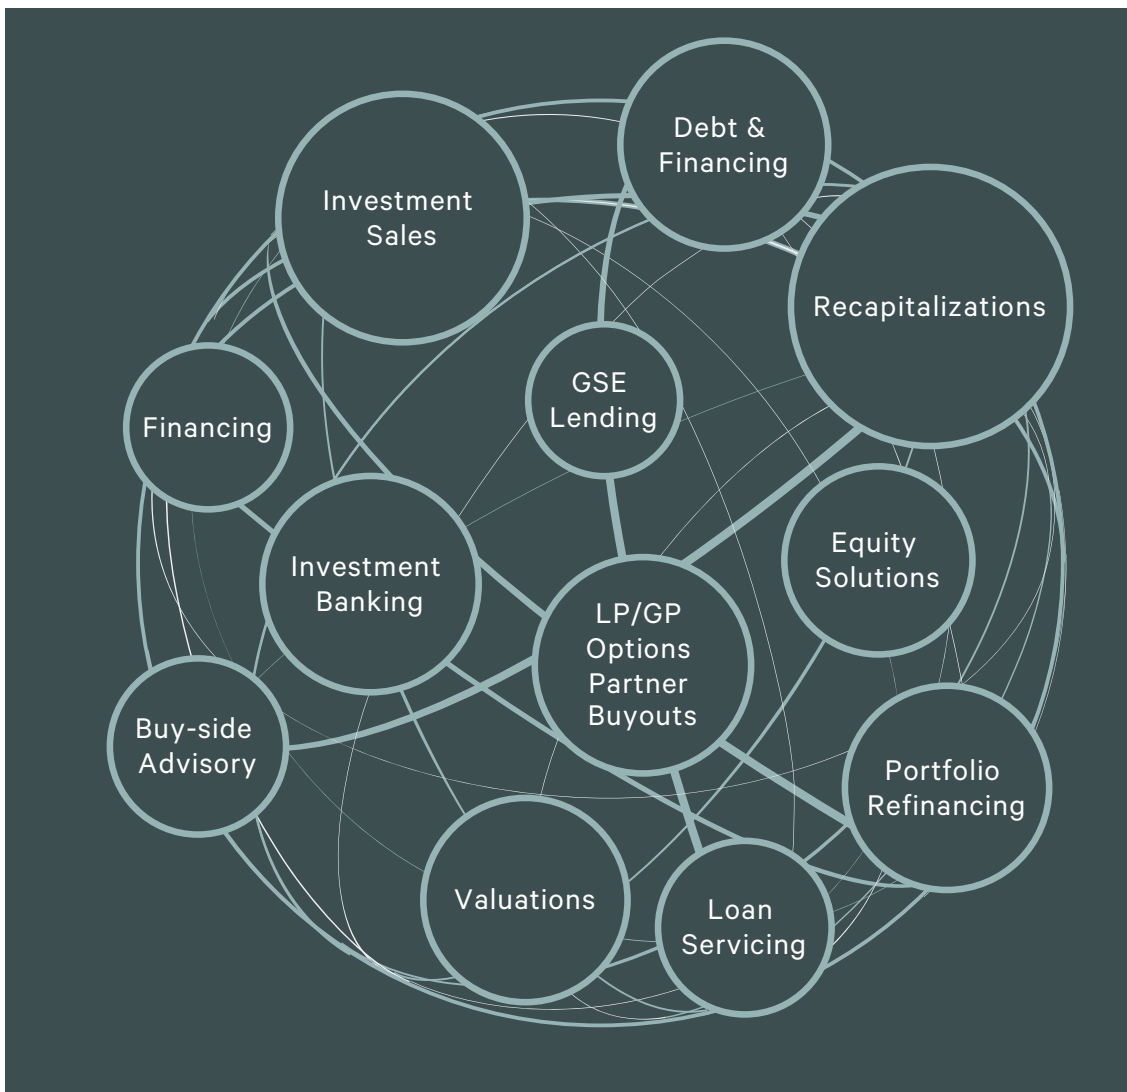 Debt &
Financing
Investment
Sales
Recapitalizations
GSE
Lending
Financing
Equity
Solutions
Investment
Banking
LP/GP
Options
Partner
Buyouts
Buy-side
Advisory
Portfolio
Refinancing
Valuations
Loan
Servicing